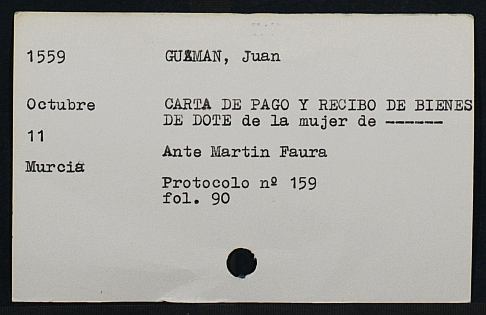 1559
GUZMAN, Juan
Octubre
CARTA DE PAGO Y RECIBO DE BIENES
DE DOTE de la mujer de ------
11
Ante Martin Faura
Murcia
Protocolo nº 159
fol. 90